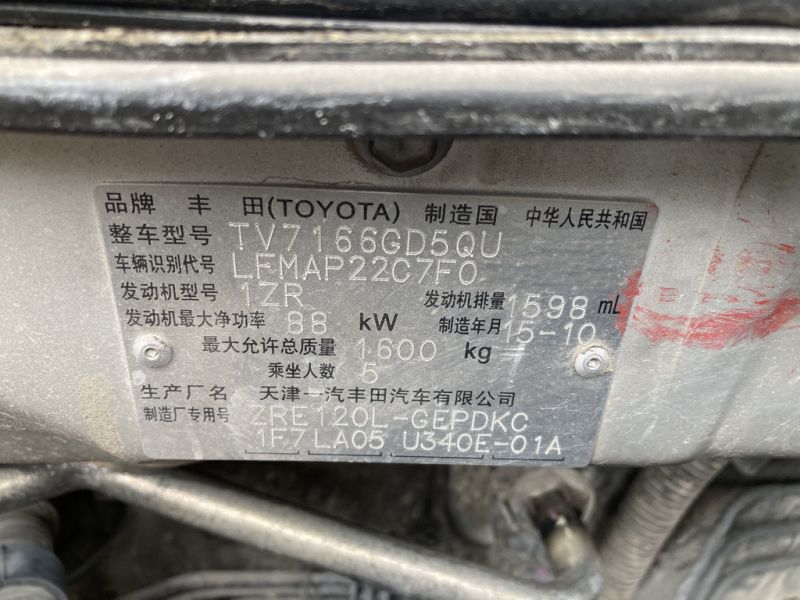 品牌 丰 田(TOYOTA) 制造国 中华人民共和国
整车型号 TV7166GD5QU
车辆识别代号 LFMAP22C7F0
发动机型号 1ZR 发动机排量 1598 mL
发动机最大净功率 88 kW 制造年月 15-10
最大允许总质量 1600 kg
乘坐人数 5
生产厂名 天津一汽丰田汽车有限公司
制造厂专用号 ZRE120L-GEPDKC
1F7 LA05 U340E-01A